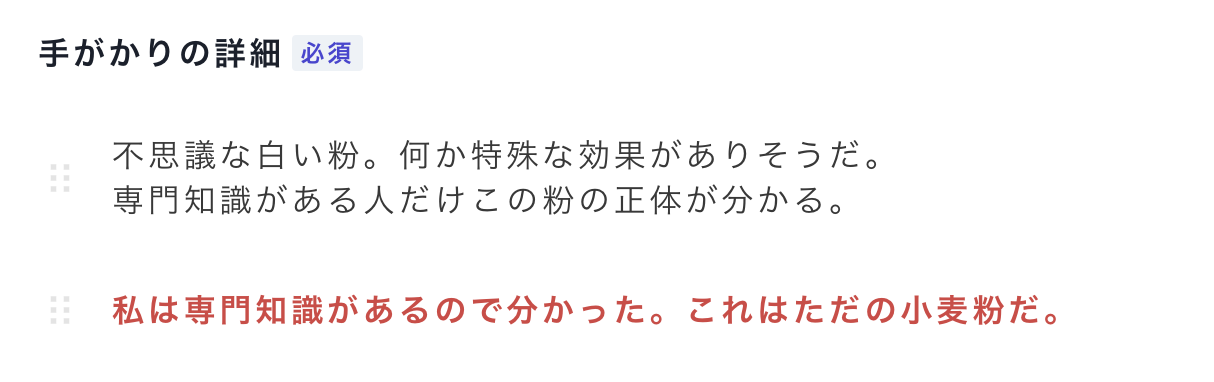 手がかりの詳細 必須
不思議な白い粉。何か特殊な効果がありそうだ。
専門知識がある人だけこの粉の正体が分かる。
私は専門知識があるので分かった。これはただの小麦粉だ。